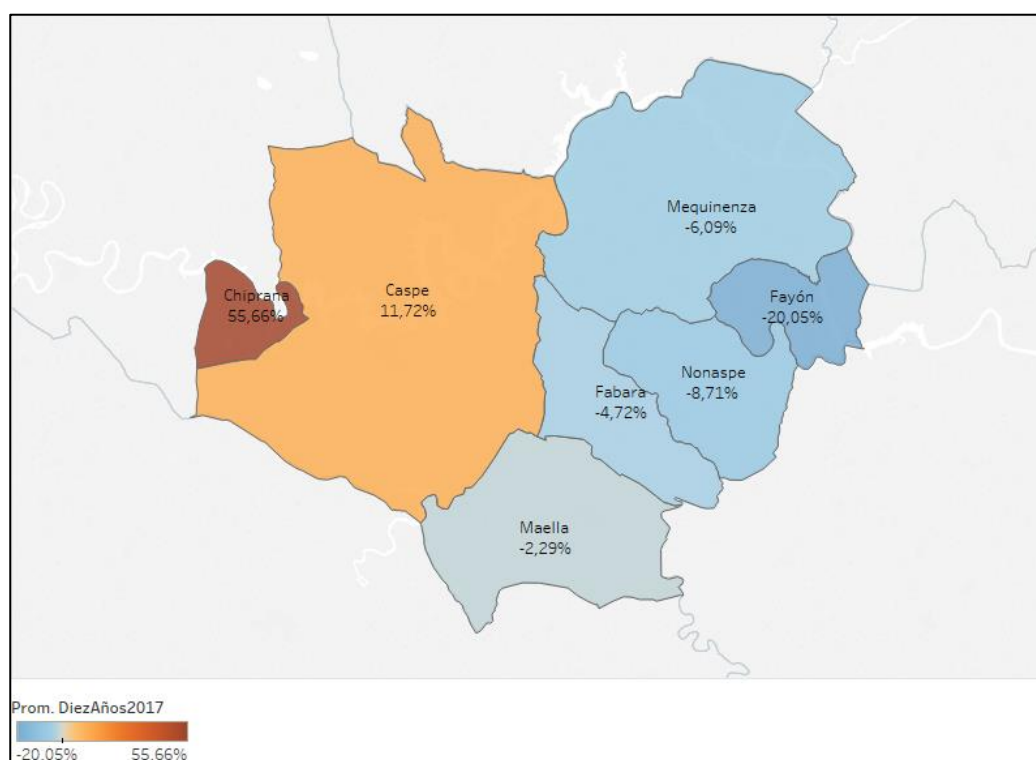 Mequinenza
-6,09%
Chiprana
55,66%
Caspe
11,72%
Fayón
-20,05%
Nonaspe
-8,71%
Fabara
-4,72%
Maella
-2,29%
Prom. DiezAños2017
-20,05% 55,66%